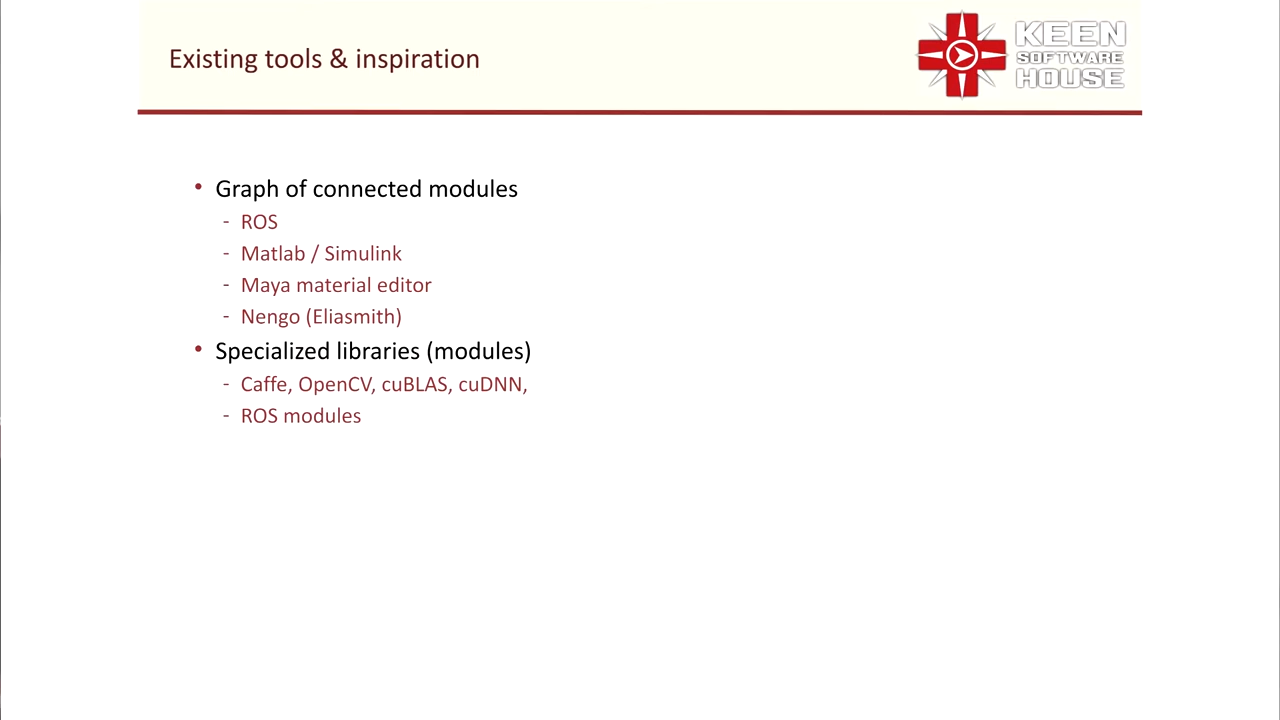 Existing tools & inspiration
KEEN
SOFTWARE
HOUSE
• Graph of connected modules
- ROS
- Matlab / Simulink
- Maya material editor
- Nengo (Eliasmith)
• Specialized libraries (modules)
- Caffe, OpenCV, cuBLAS, cuDNN,
- ROS modules